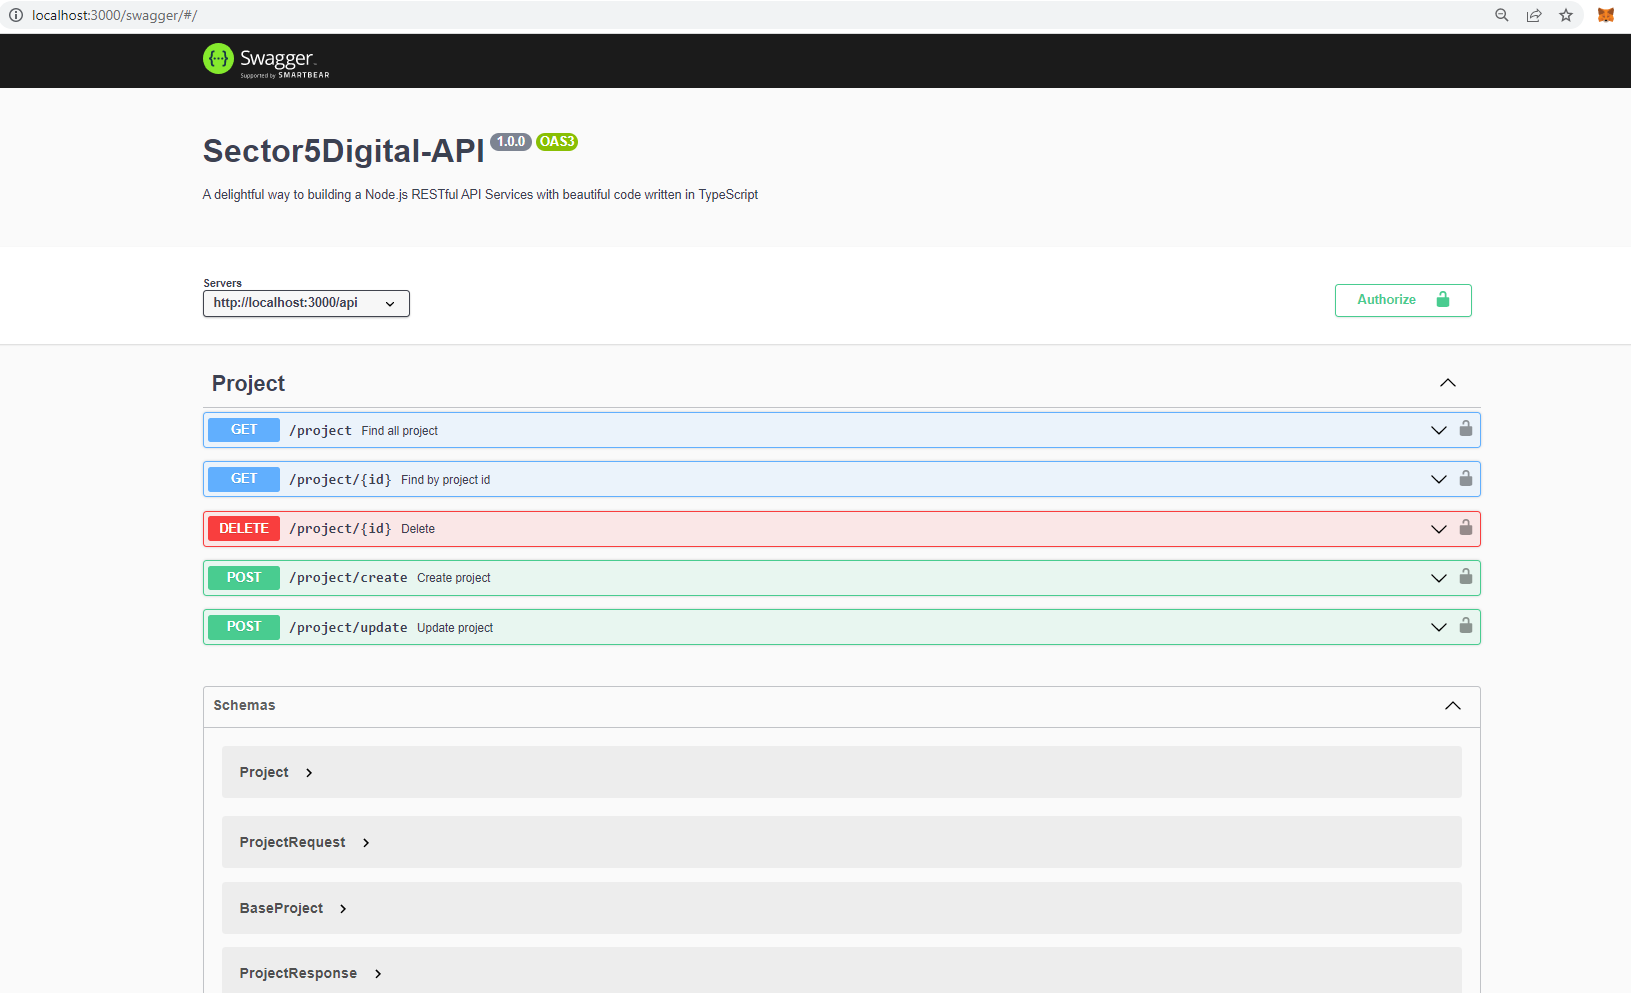 localhost:3000/swagger/#/
Swagger
Supported by SMARTBEAR
Sector5Digital-API 1.0.0 OAS3
A delightful way to building a Node.js RESTful API Services with beautiful code written in TypeScript
Servers
http://localhost:3000/api
Authorize
Project
GET /project Find all project
GET /project/{id} Find by project id
DELETE /project/{id} Delete
POST /project/create Create project
POST /project/update Update project
Schemas
Project
ProjectRequest
BaseProject
ProjectResponse